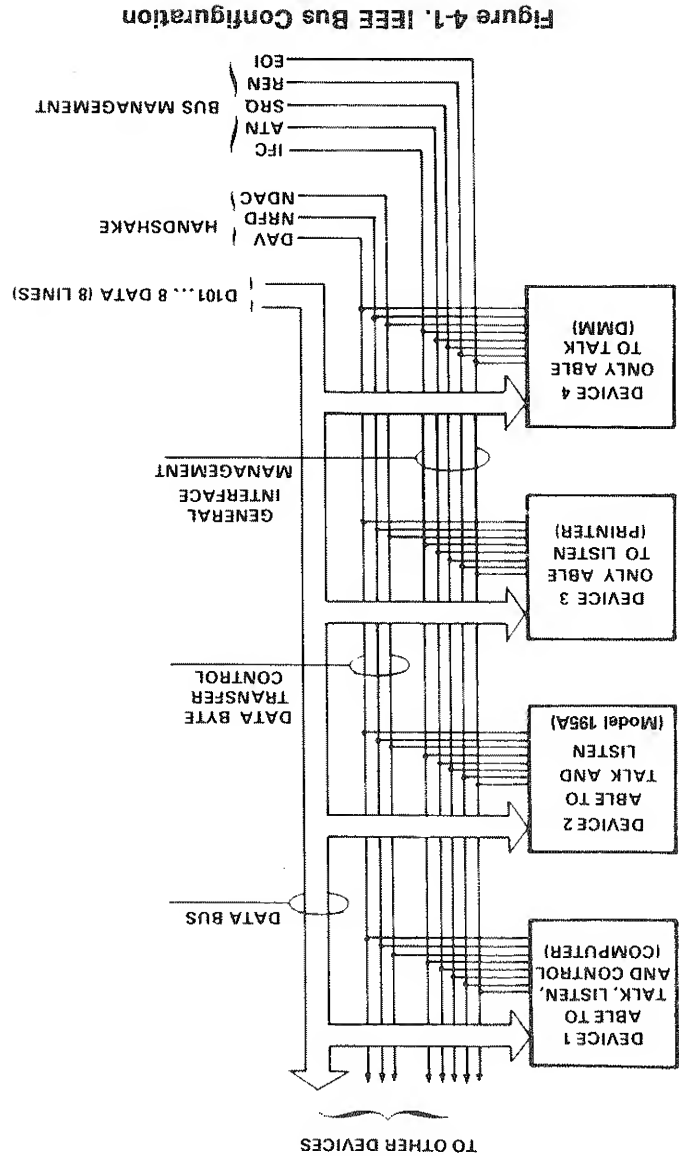 TO OTHER DEVICES
DEVICE 1
ABLE TO
TALK, LISTEN,
AND CONTROL
(COMPUTER)
DATA BUS
DEVICE 2
ABLE TO
TALK AND
LISTEN
(Model 195A)
DATA BYTE
TRANSFER
CONTROL
DEVICE 3
ONLY ABLE
TO LISTEN
(PRINTER)
GENERAL
INTERFACE
MANAGEMENT
DEVICE 4
ONLY ABLE
TO TALK
(DMM)
D101... 8 DATA (8 LINES)
DAV
NRFD
NDAC
HANDSHAKE
IFC
ATN
SRQ
REN
EOI
BUS MANAGEMENT
Figure 4-1. IEEE Bus Configuration